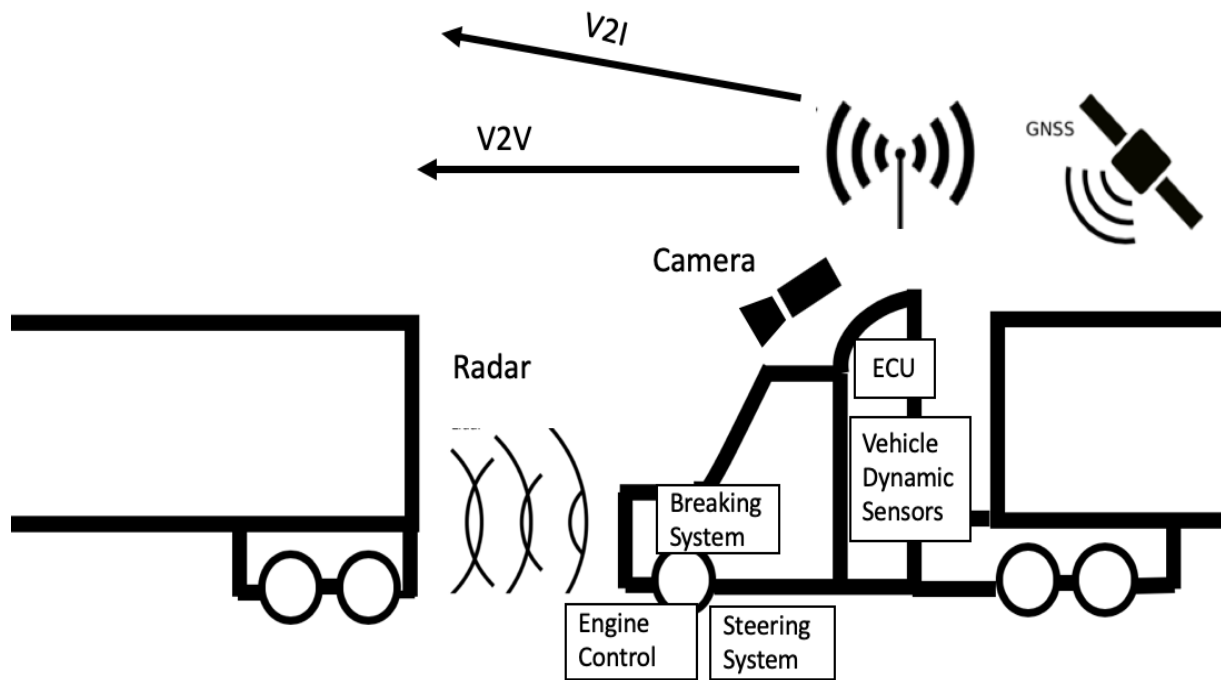 V2I
V2V
GNSS
Camera
Radar
ECU
Vehicle
Dynamic
Sensors
Breaking
System
Engine
Control
Steering
System